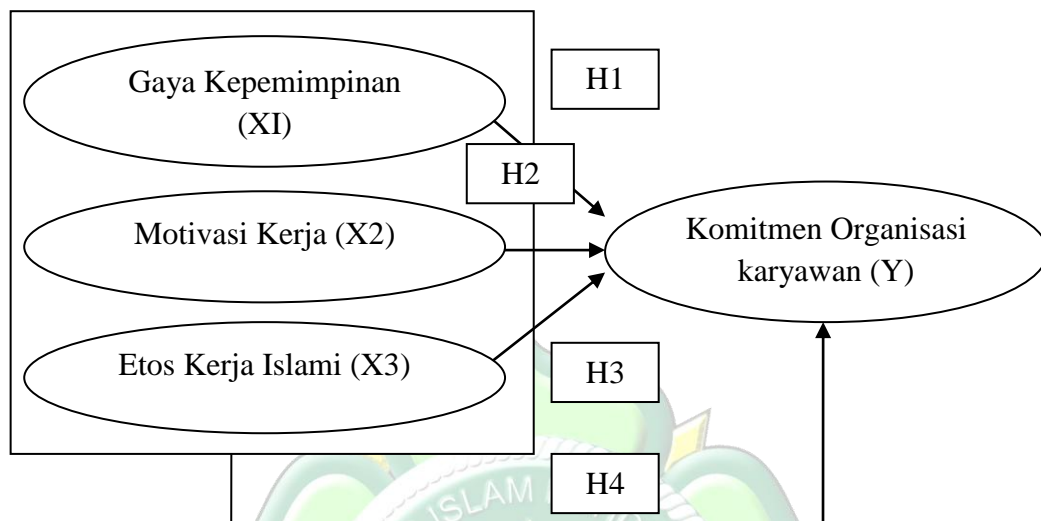 Gaya Kepemimpinan
(XI)
H1
H2
Motivasi Kerja (X2)
Komitmen Organisasi
karyawan (Y)
Etos Kerja Islami (X3)
H3
H4
ISLAM